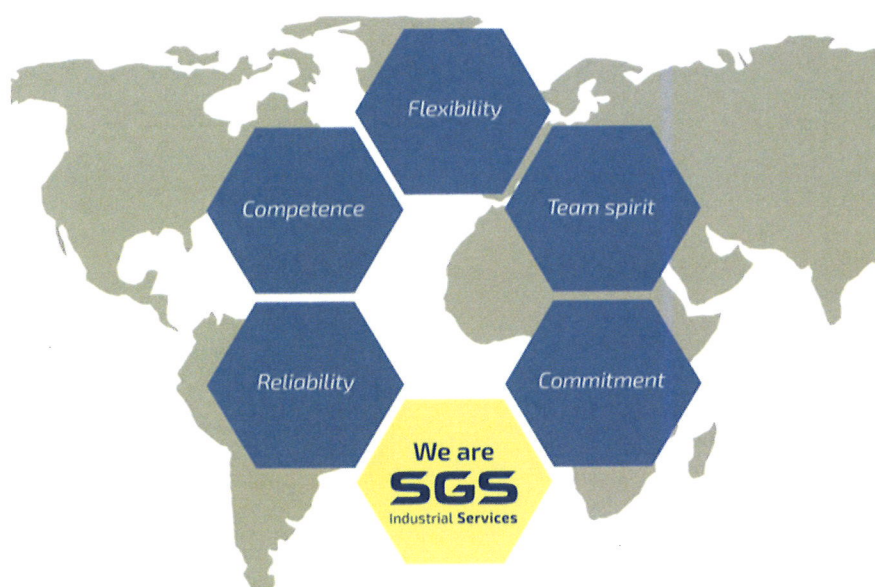 Flexibility
Competence
Team spirit
Reliability
Commitment
We are
SGS
Industrial Services